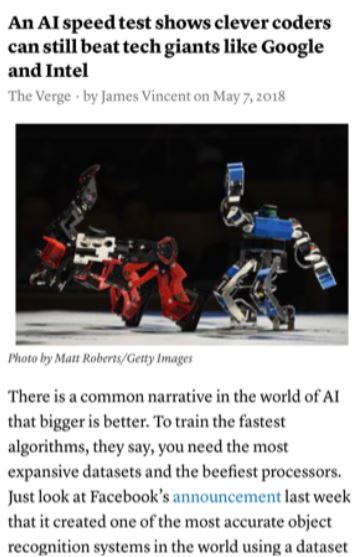 An AI speed test shows clever coders
can still beat tech giants like Google
and Intel
The Verge · by James Vincent on May 7, 2018
Photo by Matt Roberts/Getty Images
There is a common narrative in the world of AI
that bigger is better. To train the fastest
algorithms, they say, you need the most
expansive datasets and the beefiest processors.
Just look at Facebook’s announcement last week
that it created one of the most accurate object
recognition systems in the world using a dataset